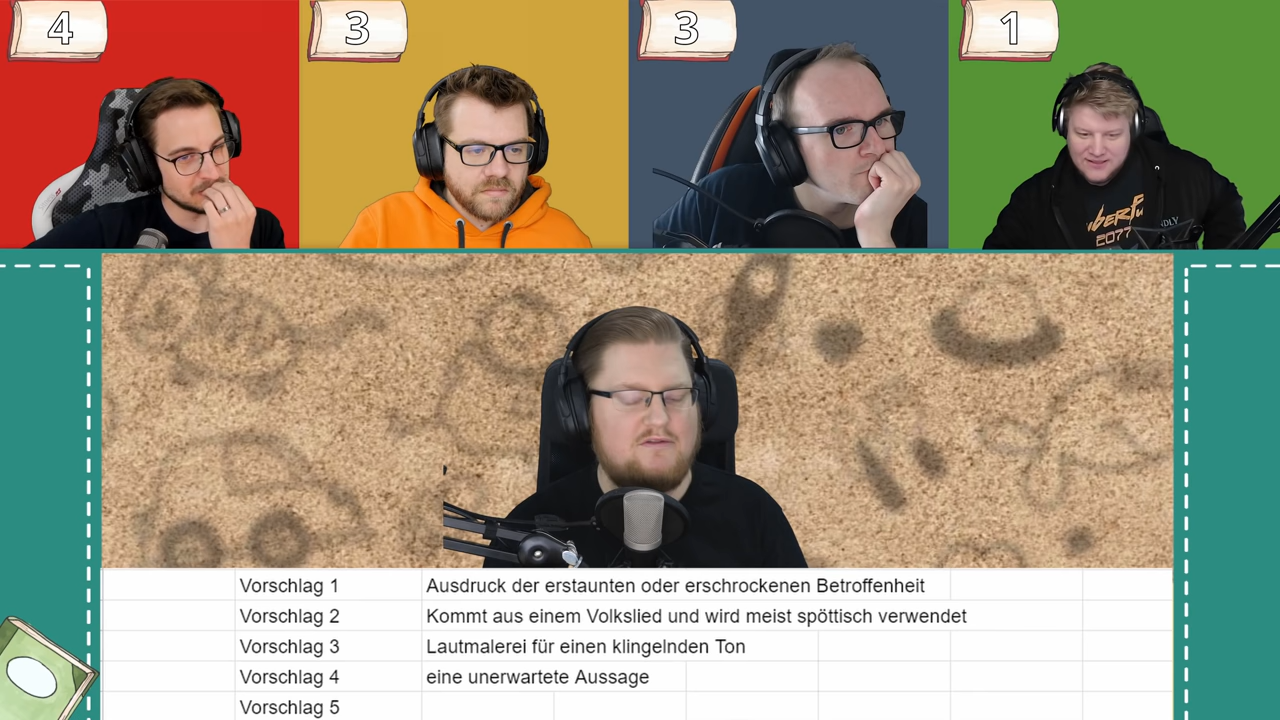 4
3
3
1
2077
Vorschlag 1 Ausdruck der erstaunten oder erschrockenen Betroffenheit
Vorschlag 2 Kommt aus einem Volkslied und wird meist spöttisch verwendet
Vorschlag 3 Lautmalerei für einen klingelnden Ton
Vorschlag 4 eine unerwartete Aussage
Vorschlag 5